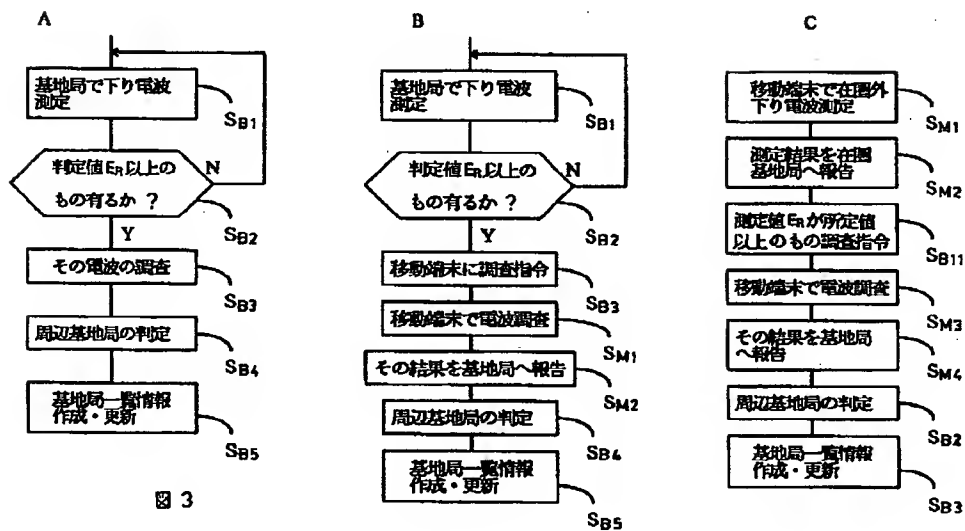 A
基地局で下り電波
測定
SB1
判定値ER以上の
もの有るか？
N
SB2
Y
その電波の調査
SB3
周辺基地局の判定
SB4
基地局一覧情報
作成・更新
SB5
図3
B
基地局で下り電波
測定
SB1
判定値ER以上の
もの有るか？
N
SB2
Y
移動端末に調査指令
SB3
移動端末で電波調査
SM1
その結果を基地局へ報告
SM2
周辺基地局の判定
SB4
基地局一覧情報
作成・更新
SB5
C
移動端末で在圏外
下り電波測定
SM1
測定結果を在圏
基地局へ報告
SM2
測定値ERが所定値
以上のもの調査指令
SB11
移動端末で電波調査
SM3
その結果を基地局
へ報告
SM4
周辺基地局の判定
SB2
基地局一覧情報
作成・更新
SB3